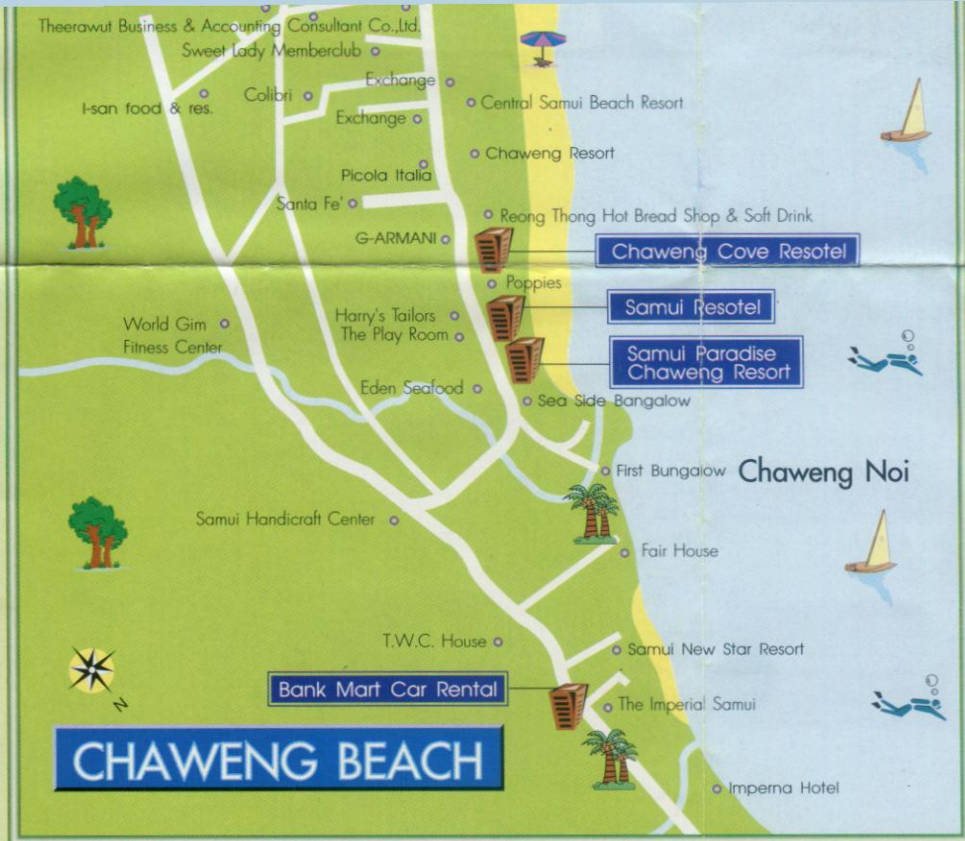 Theerawut Business & Accounting Consultant Co.,Ltd.
Sweet Lady Memberclub
Exchange
Colibri
I-san food & res.
Central Samui Beach Resort
Exchange
Chaweng Resort
Picola Italia
Santa Fe'
Reong Thong Hot Bread Shop & Soft Drink
G-ARMANI
Chaweng Cove Resotel
Poppies
Samui Resotel
Harry's Tailors
The Play Room
World Gim
Fitness Center
Samui Paradise
Chaweng Resort
Eden Seafood
Sea Side Bangalow
First Bungalow
Chaweng Noi
Samui Handicraft Center
Fair House
T.W.C. House
Samui New Star Resort
Bank Mart Car Rental
The Imperial Samui
N
CHAWENG BEACH
Imperna Hotel